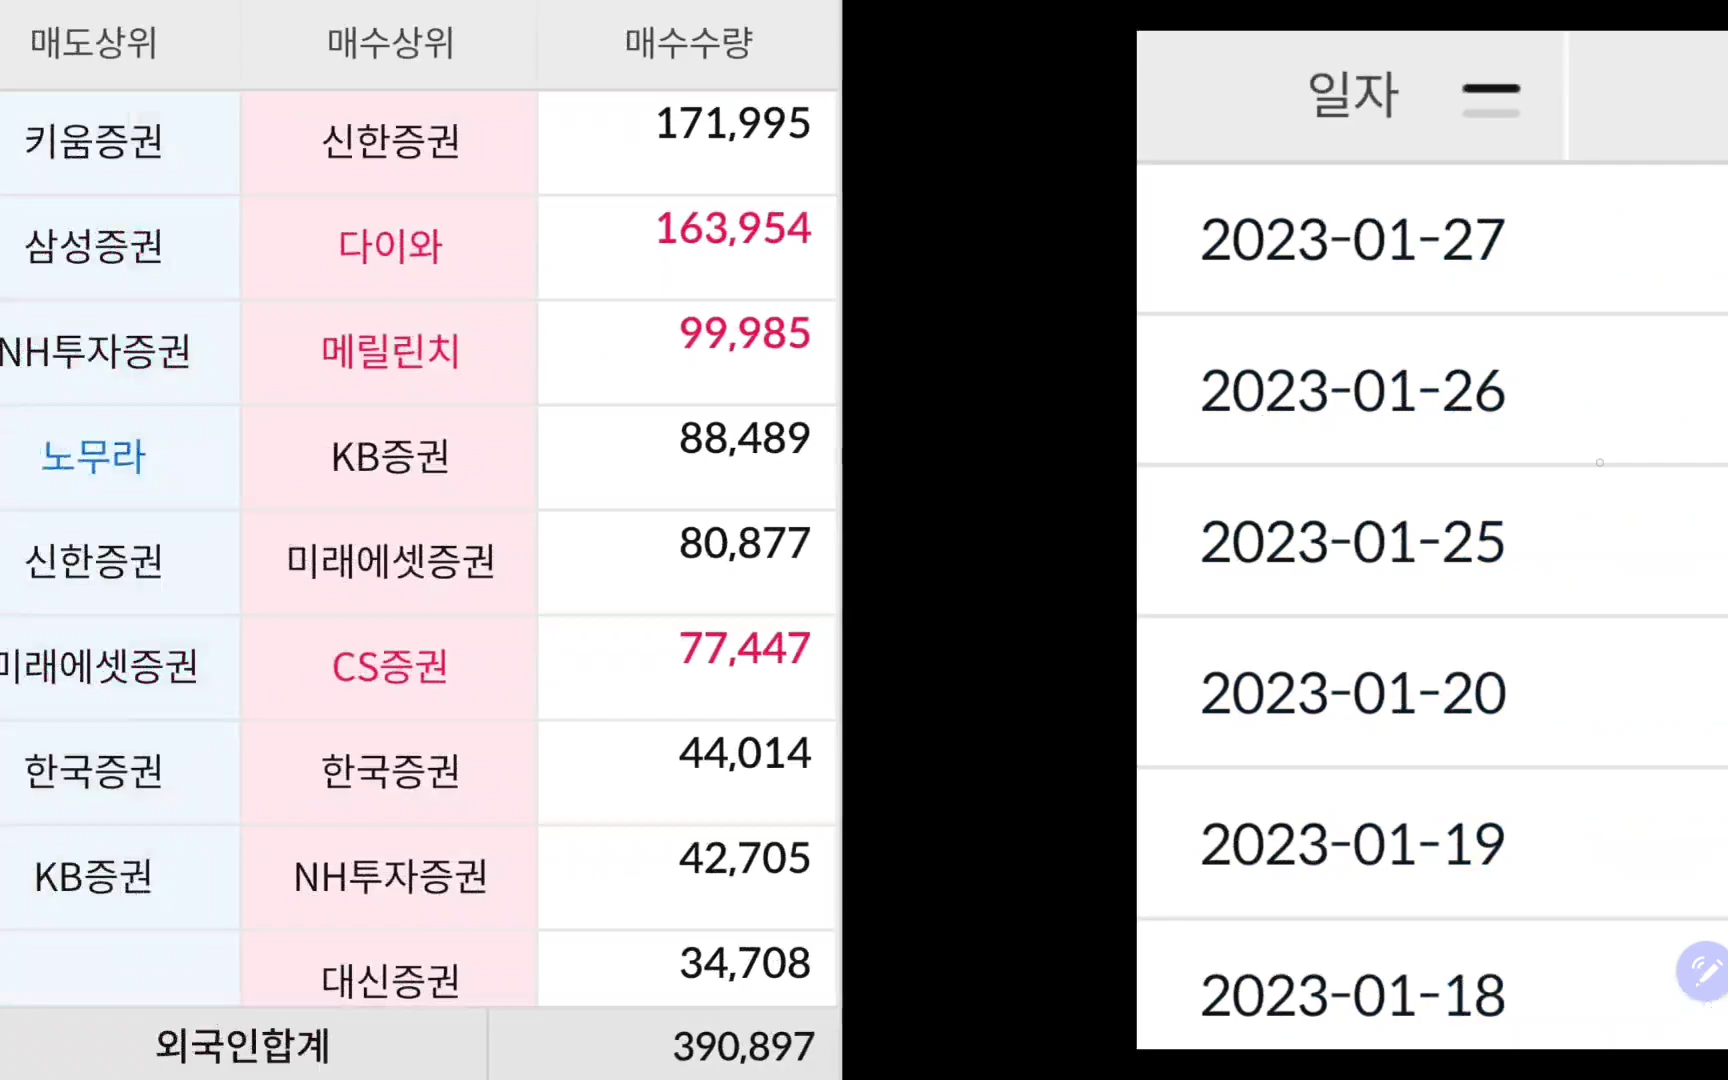 매도상위 매수상위 매수수량
키움증권 신한증권 171,995
삼성증권 다이와 163,954
NH투자증권 메릴린치 99,985
노무라 KB증권 88,489
신한증권 미래에셋증권 80,877
미래에셋증권 CS증권 77,447
한국증권 한국증권 44,014
KB증권 NH투자증권 42,705
대신증권 34,708
외국인합계 390,897
일자
2023-01-27
2023-01-26
2023-01-25
2023-01-20
2023-01-19
2023-01-18